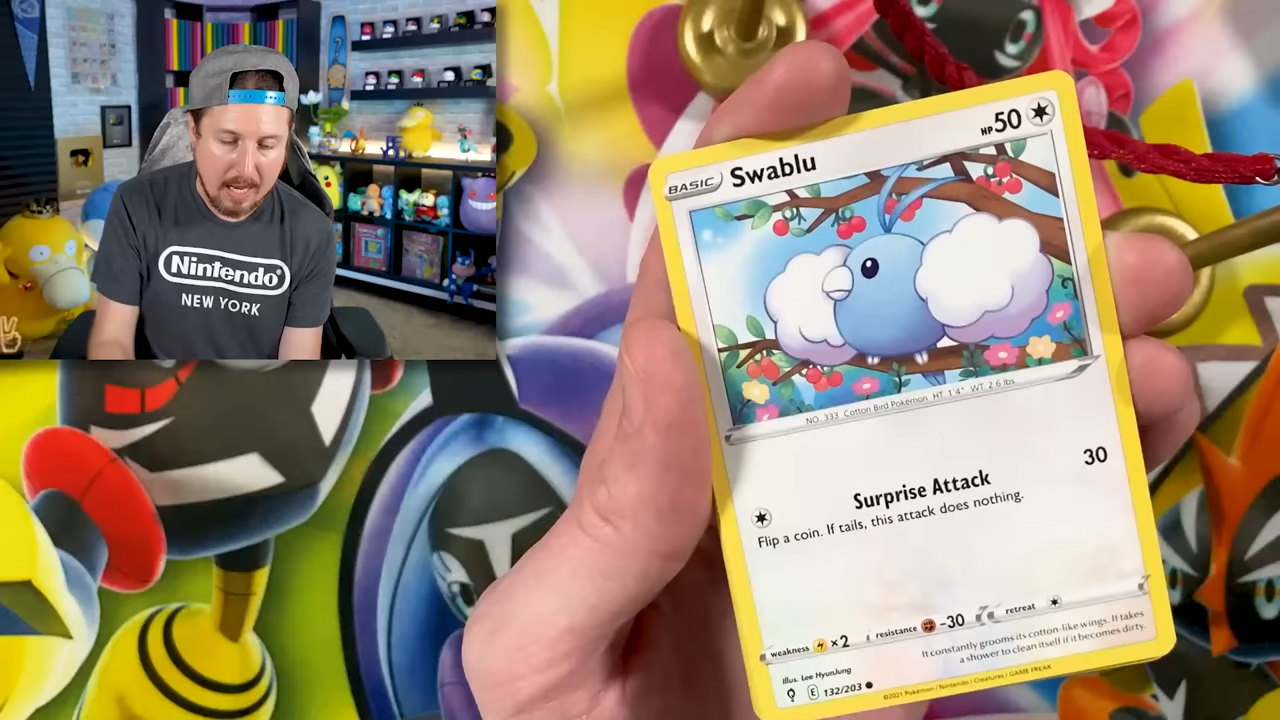 Nintendo
NEW YORK
BASIC Swablu HP 50
NO. 333 Cotton Bird Pokémon HT: 1'4" WT: 2.6 lbs
Surprise Attack 30
Flip a coin. If tails, this attack does nothing.
weakness ×2 resistance -30 retreat
It constantly grooms its cotton-like wings. It takes
a shower to clean itself if it becomes dirty.
Illus. Lee HyunJung
E 132/203
©2021 Pokémon / Nintendo / Creatures / GAME FREAK